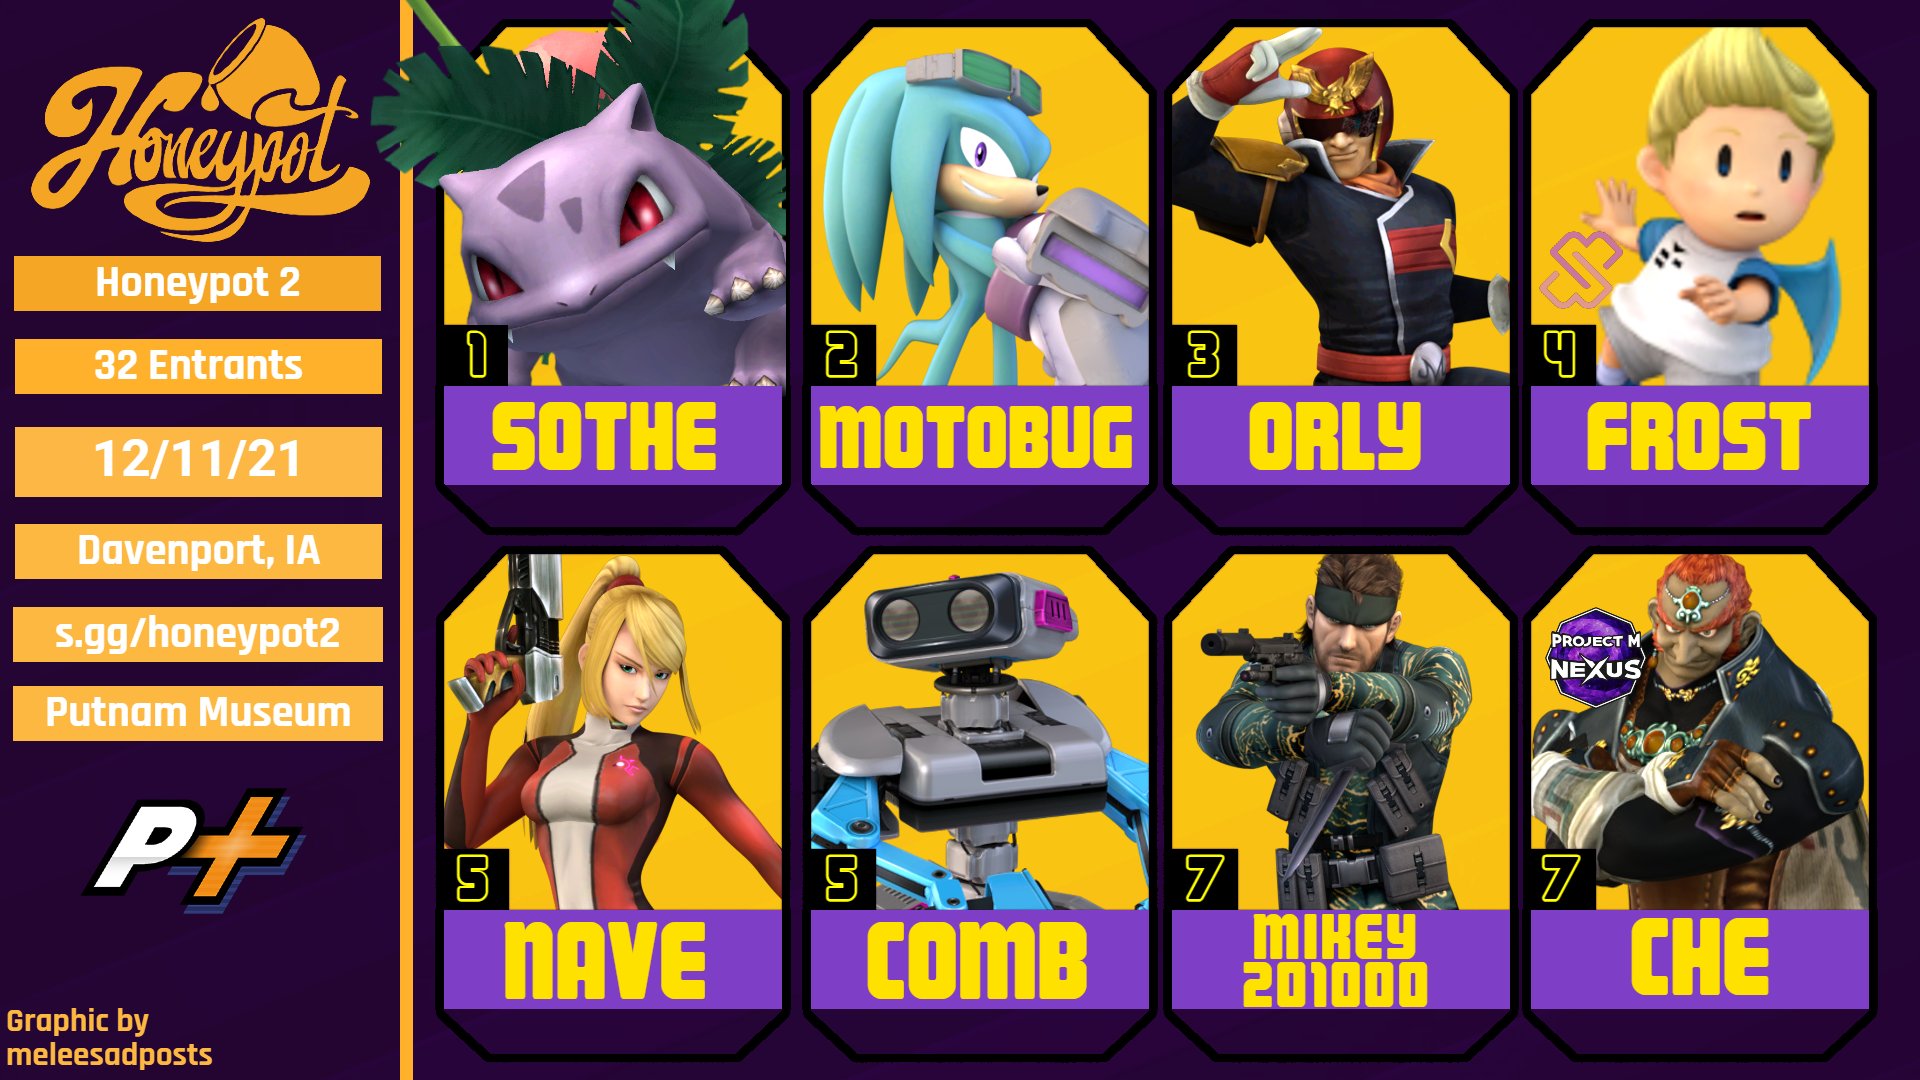 Honeypot
Honeypot 2
32 Entrants
12/11/21
Davenport, IA
s.gg/honeypot2
Putnam Museum
P+
Graphic by
meleesadposts
1
SOTHE
2
MOTOBUG
3
ORLY
4
FROST
5
NAVE
5
COMB
7
MIKEY
201000
PROJECT M
NEXUS
7
CHE